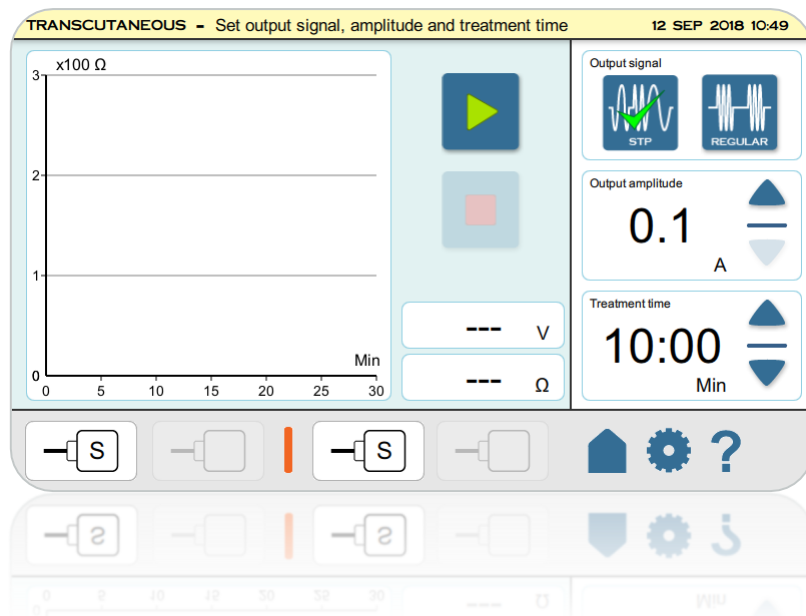 TRANSCUTANEOUS - Set output signal, amplitude and treatment time
12 SEP 2018 10:49
x100 Ω
3
2
1
0
Min
0 5 10 15 20 25 30
--- V
--- Ω
Output signal
STP
REGULAR
Output amplitude
0.1
A
Treatment time
10:00
Min
S
S
?